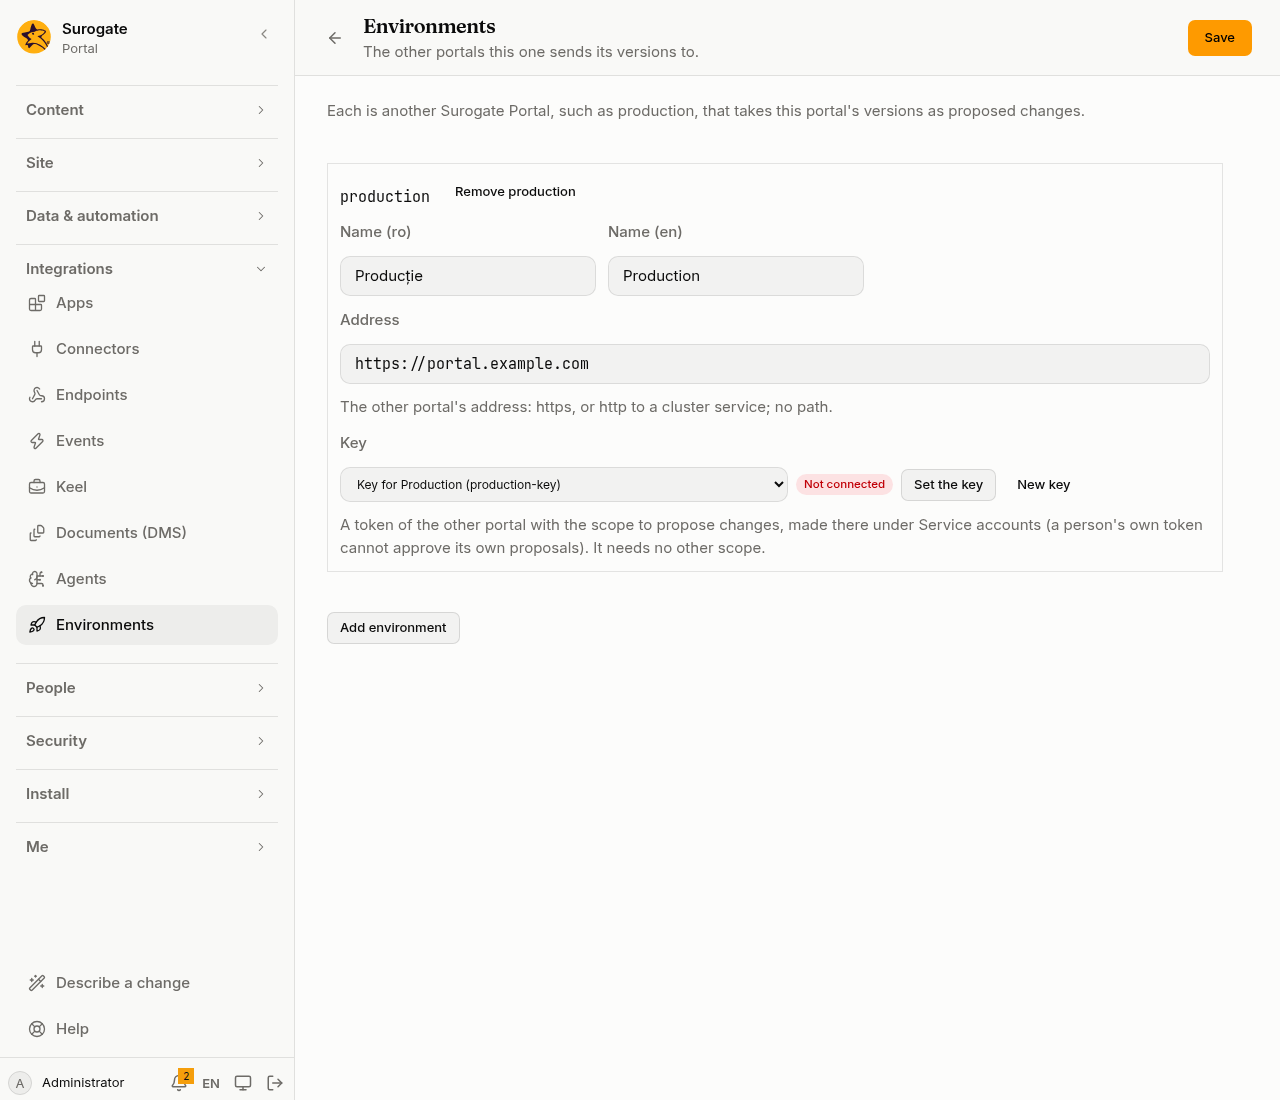 Surogate
Portal
Content
Site
Data & automation
Integrations
Apps
Connectors
Endpoints
Events
Keel
Documents (DMS)
Agents
Environments
People
Security
Install
Me
Describe a change
Help
A Administrator 2 EN
Environments
The other portals this one sends its versions to.
Save
Each is another Surogate Portal, such as production, that takes this portal's versions as proposed changes.
production Remove production
Name (ro) Name (en)
Producție Production
Address
https://portal.example.com
The other portal's address: https, or http to a cluster service; no path.
Key
Key for Production (production-key) Not connected Set the key New key
A token of the other portal with the scope to propose changes, made there under Service accounts (a person's own token
cannot approve its own proposals). It needs no other scope.
Add environment